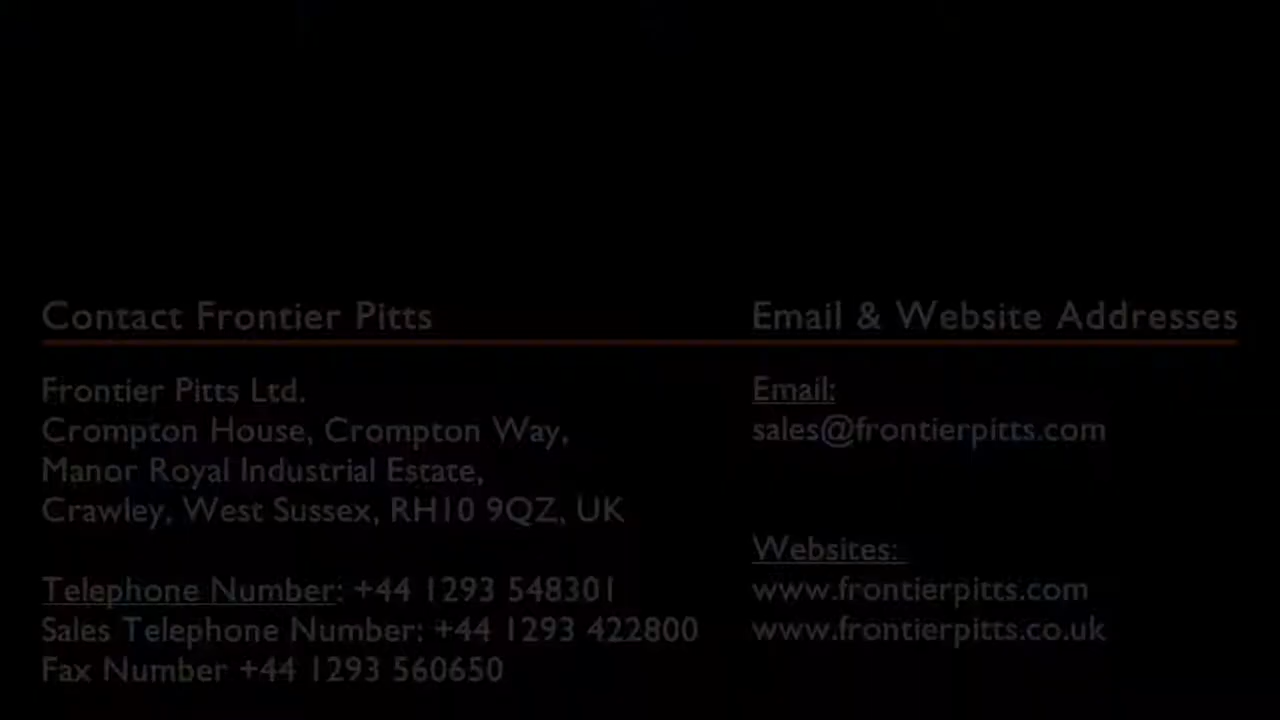 Contact Frontier Pitts
Frontier Pitts Ltd.
Crompton House, Crompton Way,
Manor Royal Industrial Estate,
Crawley, West Sussex, RH10 9QZ, UK
Telephone Number: +44 1293 548301
Sales Telephone Number: +44 1293 422800
Fax Number +44 1293 560650
Email & Website Addresses
Email:
sales@frontierpitts.com
Websites:
www.frontierpitts.com
www.frontierpitts.co.uk